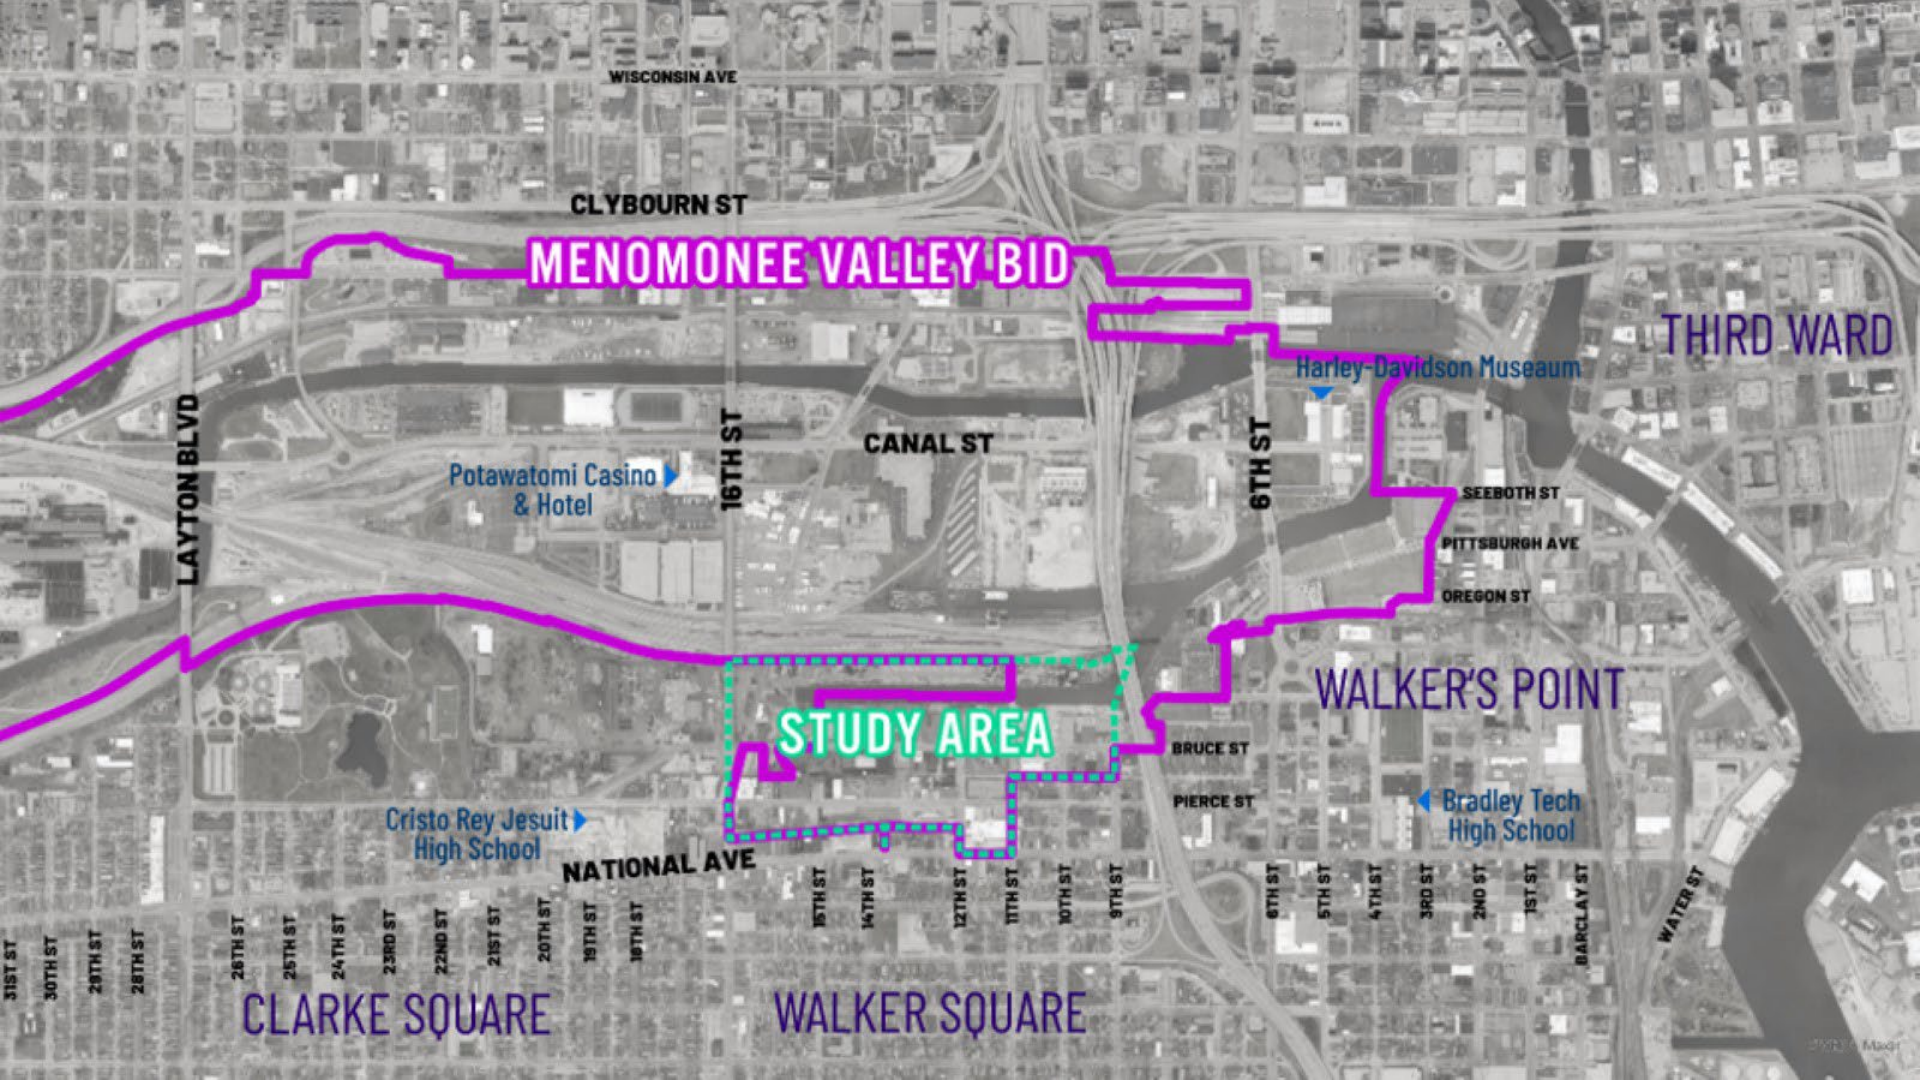 WISCONSIN AVE
CLYBOURN ST
MENOMONEE VALLEY BID
THIRD WARD
Harley-Davidson Museaum
LAYTON BLVD
16TH ST
CANAL ST
6TH ST
Potawatomi Casino
& Hotel
SEEBOTH ST
PITTSBURGH AVE
OREGON ST
WALKER'S POINT
STUDY AREA
BRUCE ST
PIERCE ST
Bradley Tech
High School
Cristo Rey Jesuit
High School
NATIONAL AVE
15TH ST
14TH ST
12TH ST
11TH ST
10TH ST
9TH ST
6TH ST
5TH ST
4TH ST
3RD ST
2ND ST
1ST ST
BARCLAY ST
WATER ST
31ST ST
30TH ST
29TH ST
28TH ST
26TH ST
25TH ST
24TH ST
23RD ST
22ND ST
21ST ST
20TH ST
19TH ST
18TH ST
CLARKE SQUARE
WALKER SQUARE
Maxar